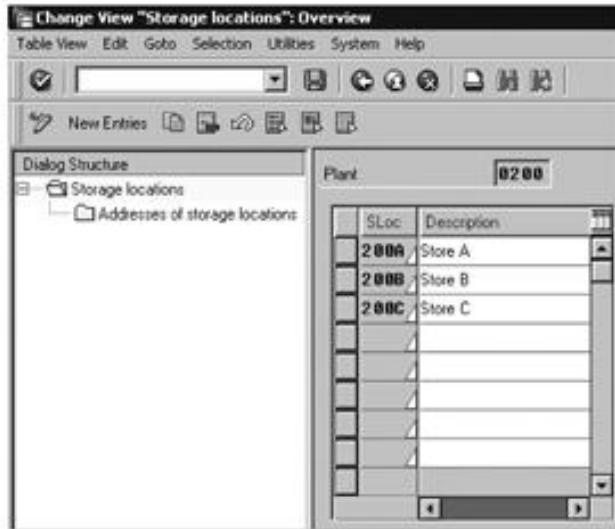 Change View "Storage locations": Overview
Table View Edit Goto Selection Utilities System Help
New Entries
Dialog Structure
Storage locations
Addresses of storage locations
Plant 0200
SLoc Description
200A Store A
200B Store B
200C Store C